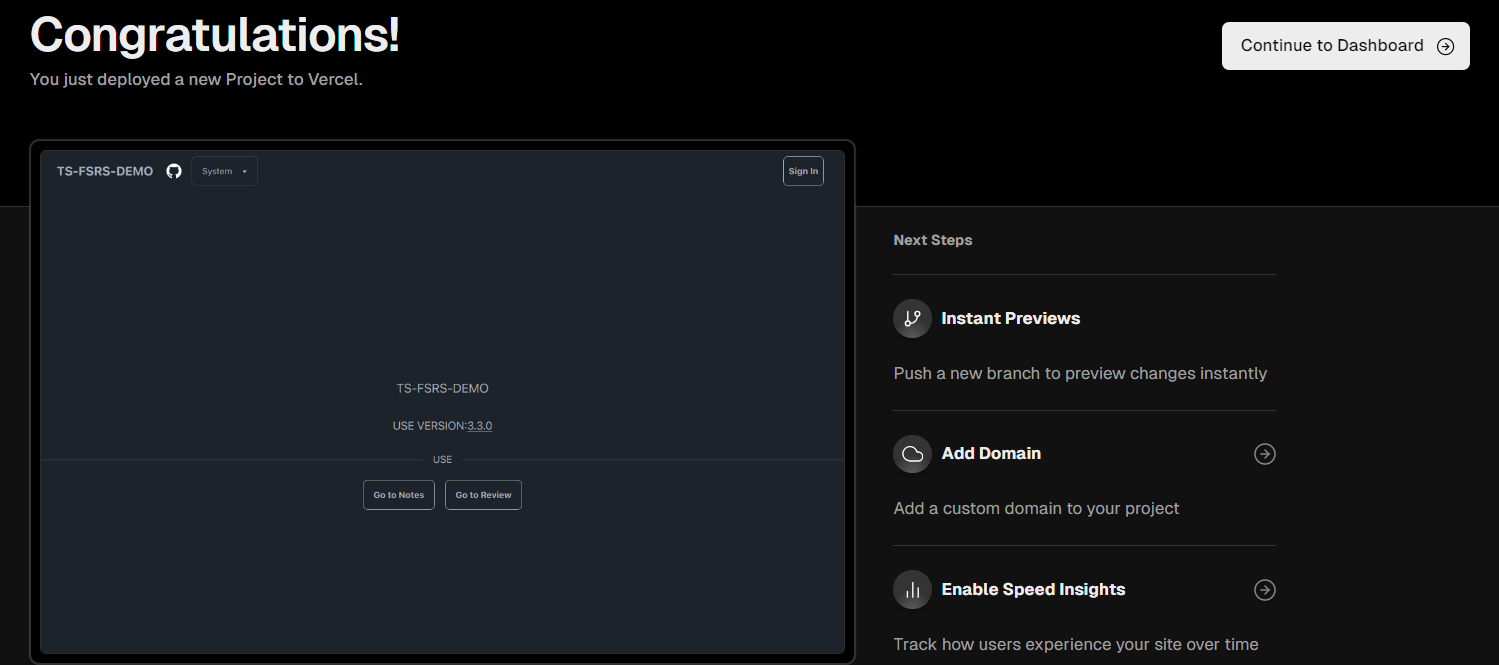 Congratulations!
You just deployed a new Project to Vercel.
Continue to Dashboard
TS-FSRS-DEMO
System
Sign In
TS-FSRS-DEMO
USE VERSION:3.3.0
USE
Go to Notes
Go to Review
Next Steps
Instant Previews
Push a new branch to preview changes instantly
Add Domain
Add a custom domain to your project
Enable Speed Insights
Track how users experience your site over time